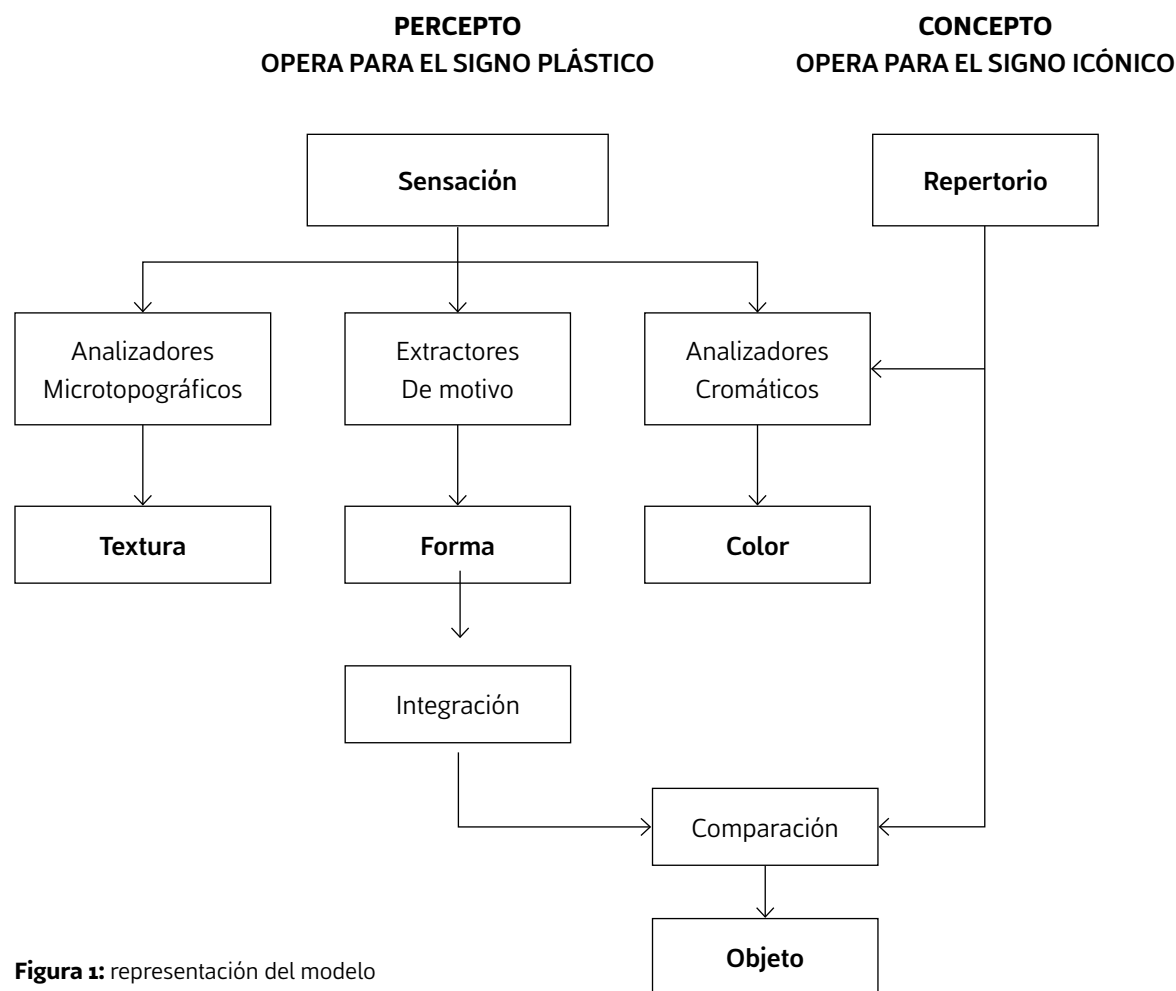 PERCEPTO
OPERA PARA EL SIGNO PLÁSTICO
CONCEPTO
OPERA PARA EL SIGNO ICÓNICO
Sensación
Repertorio
Analizadores
Microtopográficos
Extractores
De motivo
Analizadores
Cromáticos
Textura
Forma
Color
Integración
Comparación
Objeto
Figura 1: representación del modelo